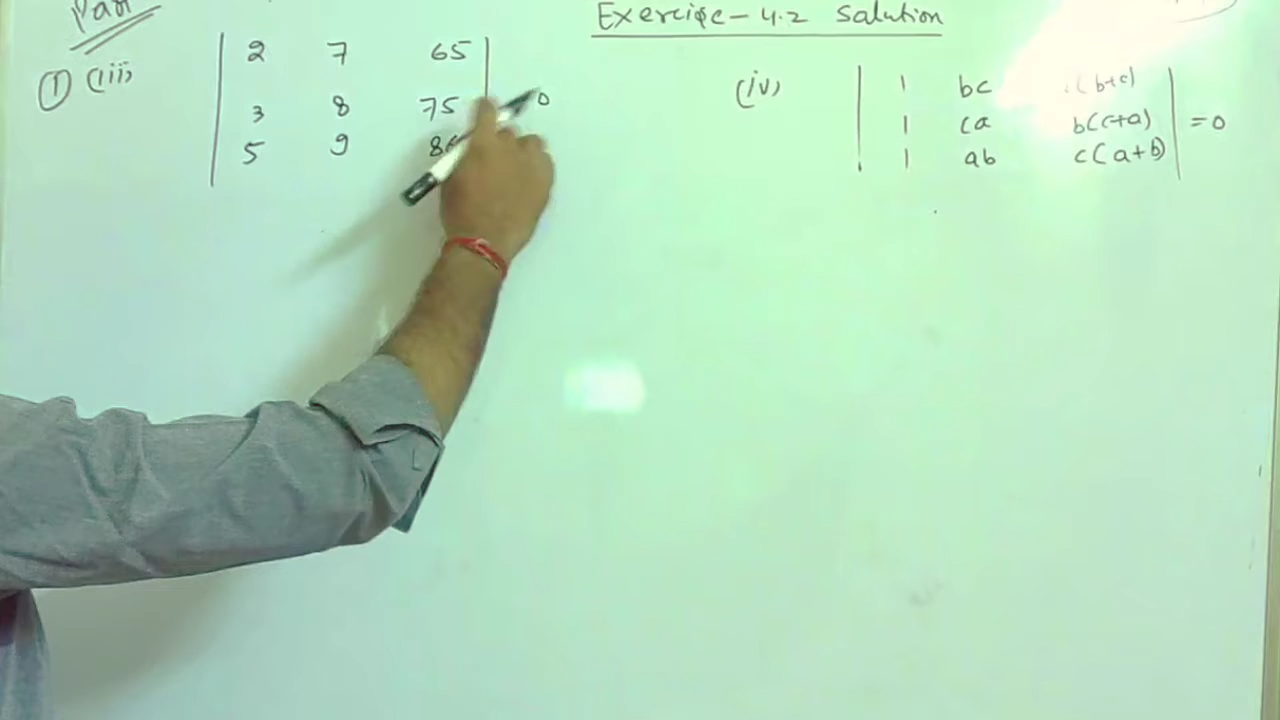 Part
Exercise-4.2 Solution
① (iii)
2 7 65
3 8 75 0
5 9
(iv)
1 bc (b+c)
1 ca b(c+a) =0
1 ab c(a+b)